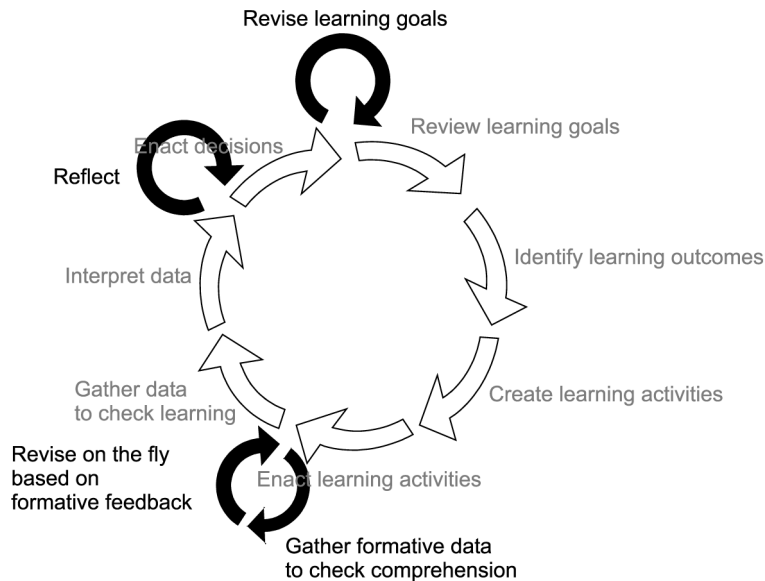 Revise learning goals
Review learning goals
Enact decisions
Reflect
Identify learning outcomes
Interpret data
Create learning activities
Gather data
to check learning
Revise on the fly
based on
formative feedback
Enact learning activities
Gather formative data
to check comprehension